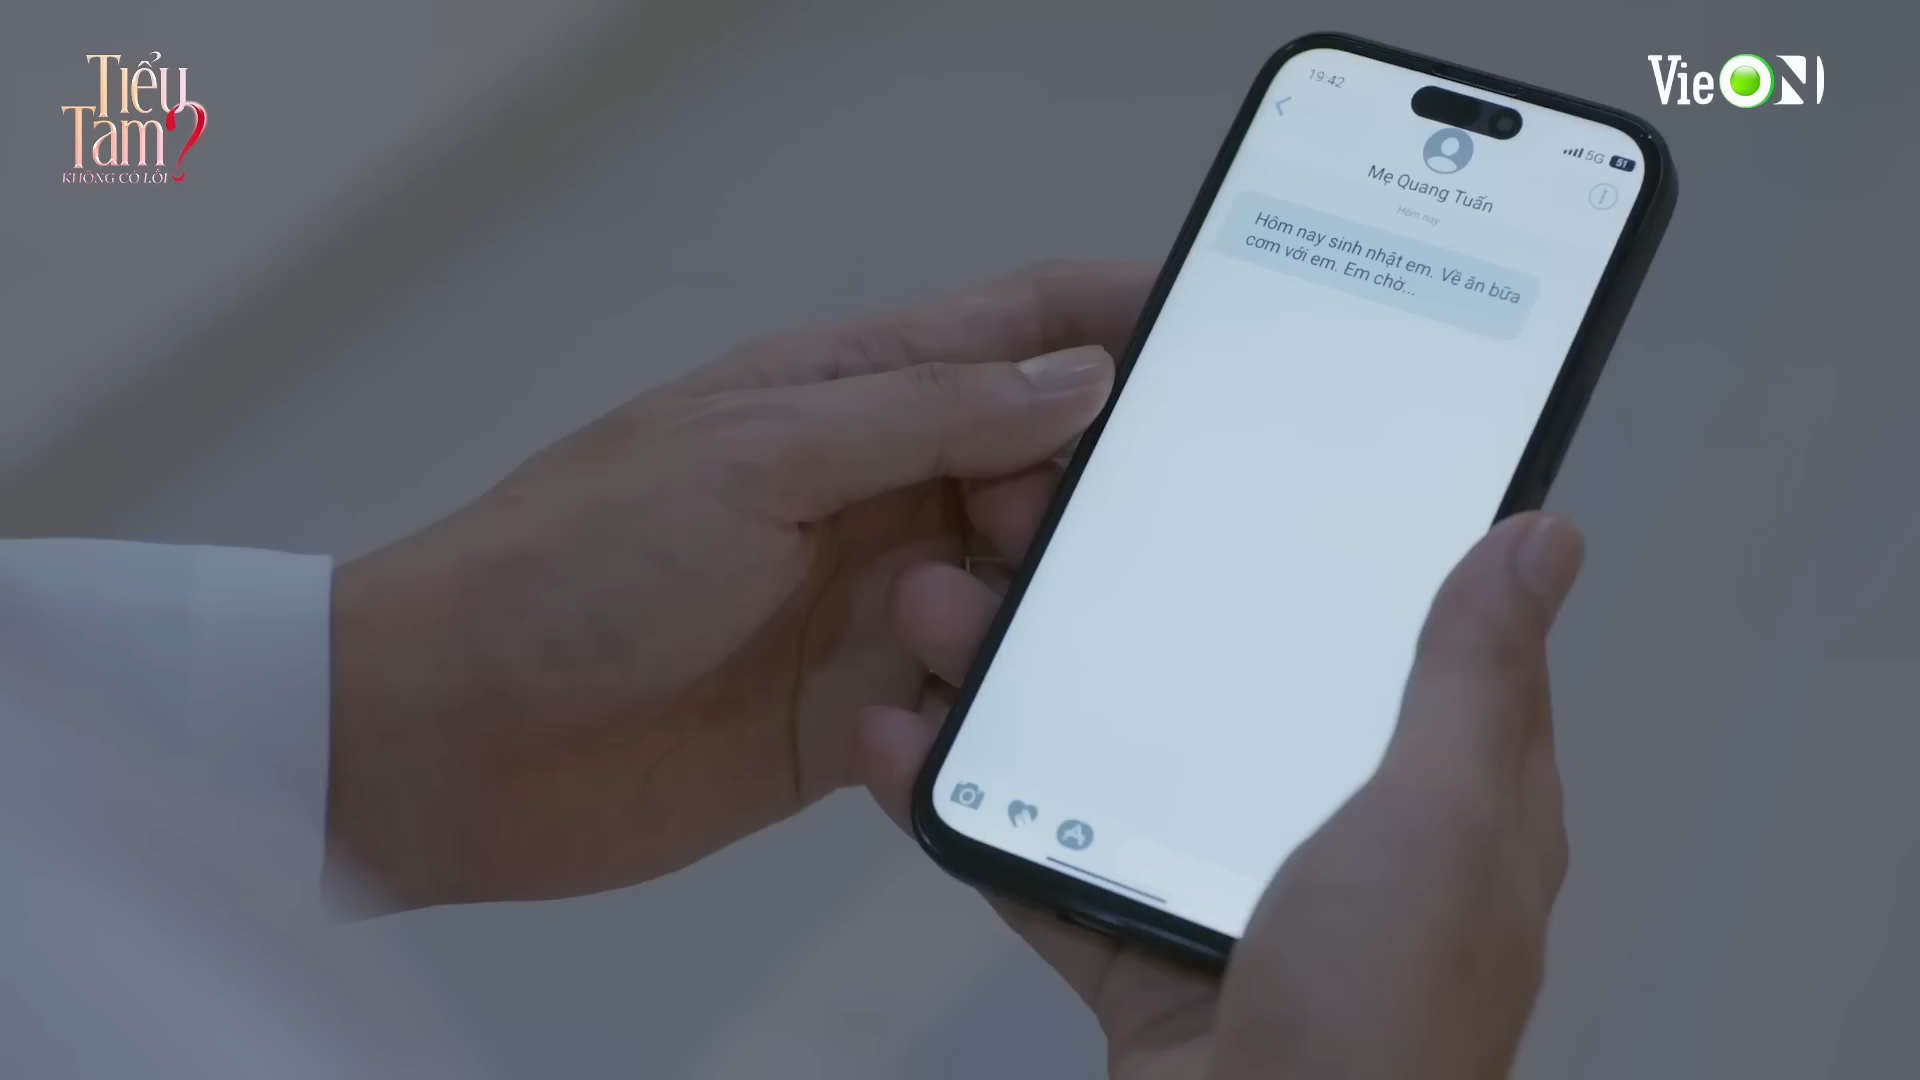 TIỂU
TAM?
KHÔNG CÓ LỖI
VieON
19:42
5G 51
Mẹ Quang Tuấn
Hôm nay
Hôm nay sinh nhật em. Về ăn bữa
cơm với em. Em chờ...